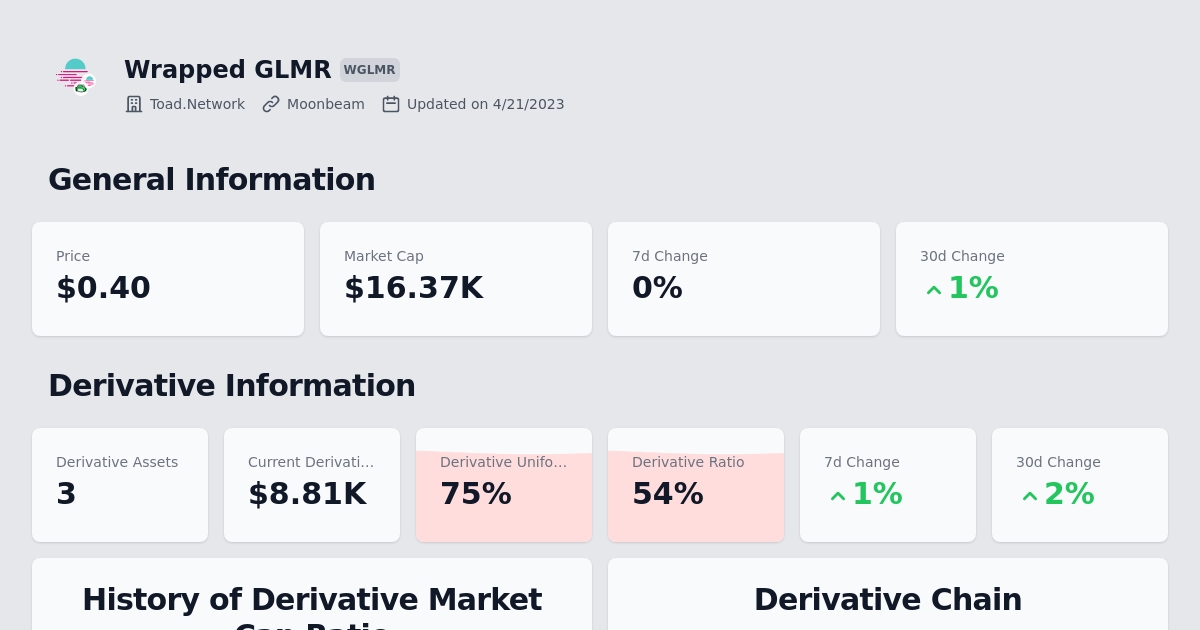 Wrapped GLMR WGLMR
Toad.Network Moonbeam Updated on 4/21/2023
General Information
Price
$0.40
Market Cap
$16.37K
7d Change
0%
30d Change
1%
Derivative Information
Derivative Assets
3
Current Derivati...
$8.81K
Derivative Unifo...
75%
Derivative Ratio
54%
7d Change
1%
30d Change
2%
History of Derivative Market
Cap Ratio
Derivative Chain